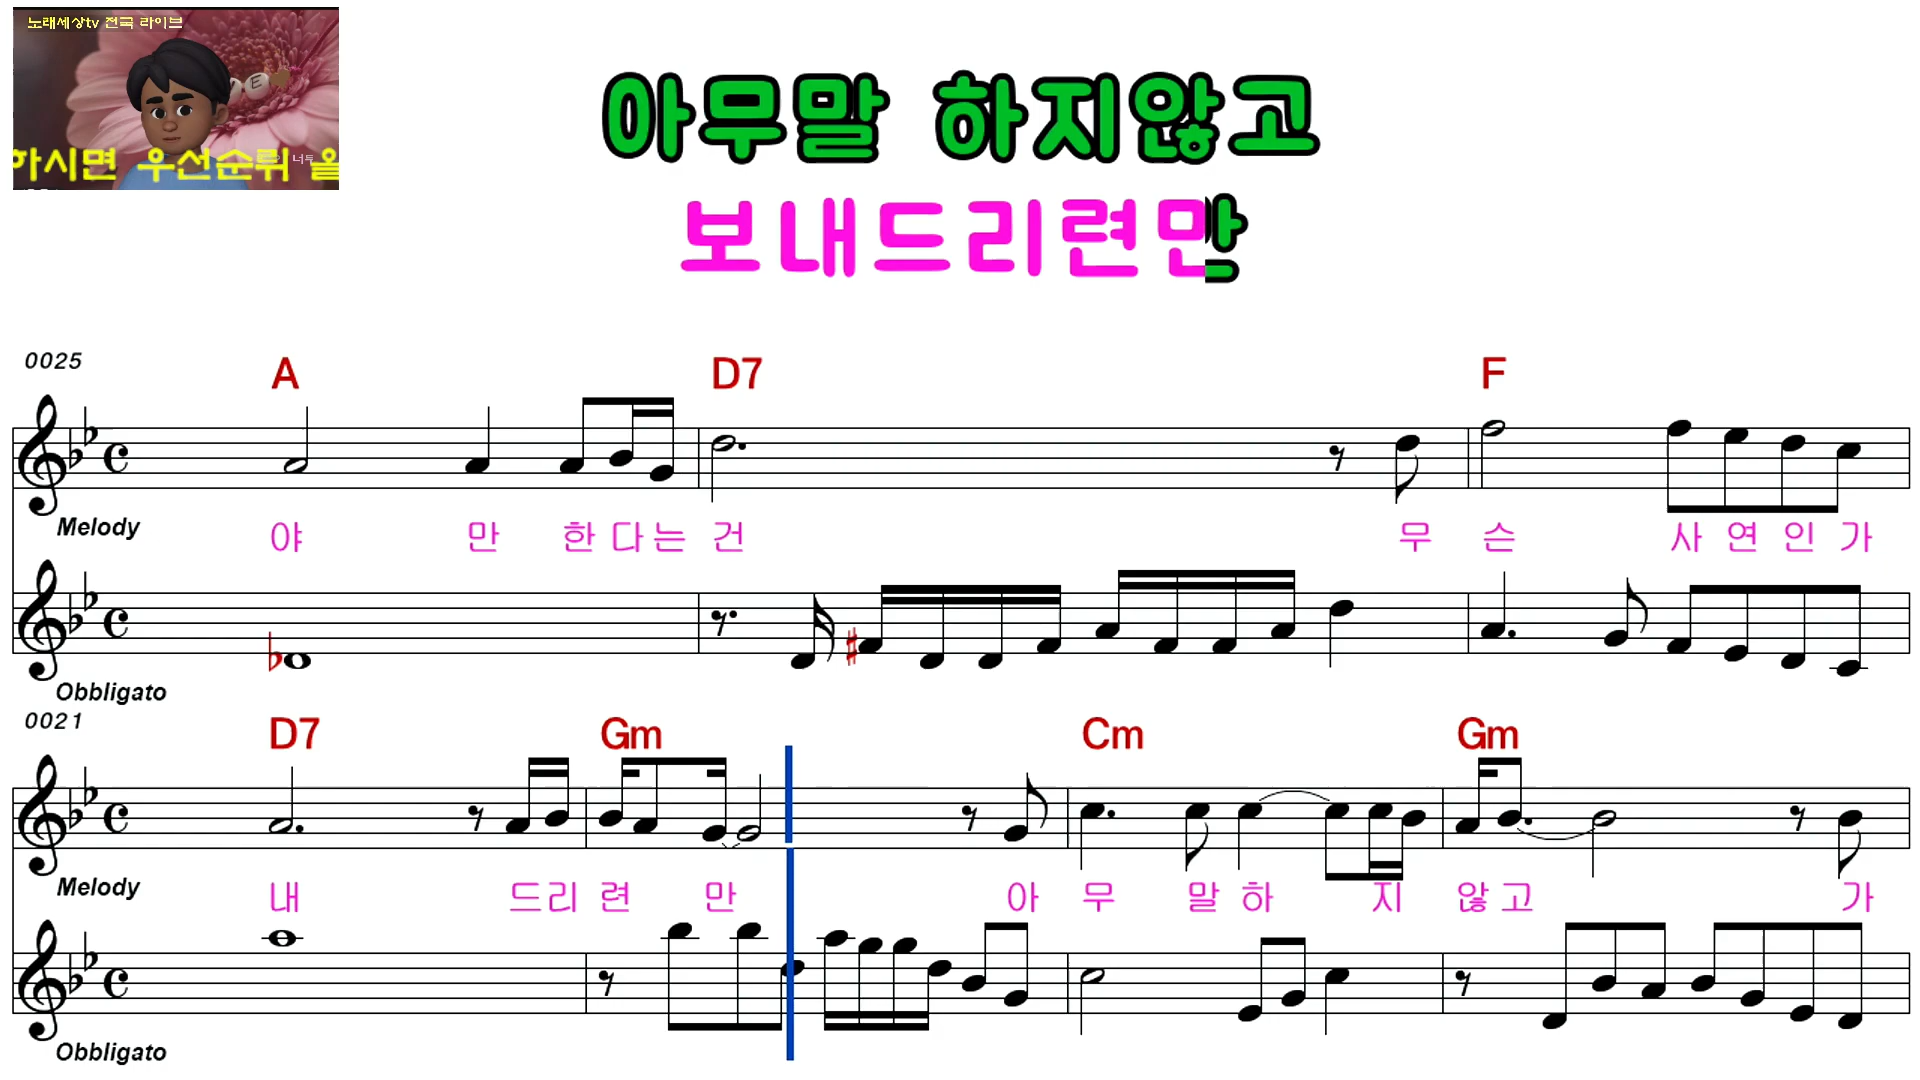 노래세상tv 전국 라이브
하시면 우선순위
아무말 하지않고
보내드리련만
0025
A D7 F
Melody
야 만 한 다 는 건 무 슨 사 연 인 가
Obbligato
0021
D7 Gm Cm Gm
Melody
내 드 리 련 만 아 무 말 하 지 않 고 가
Obbligato